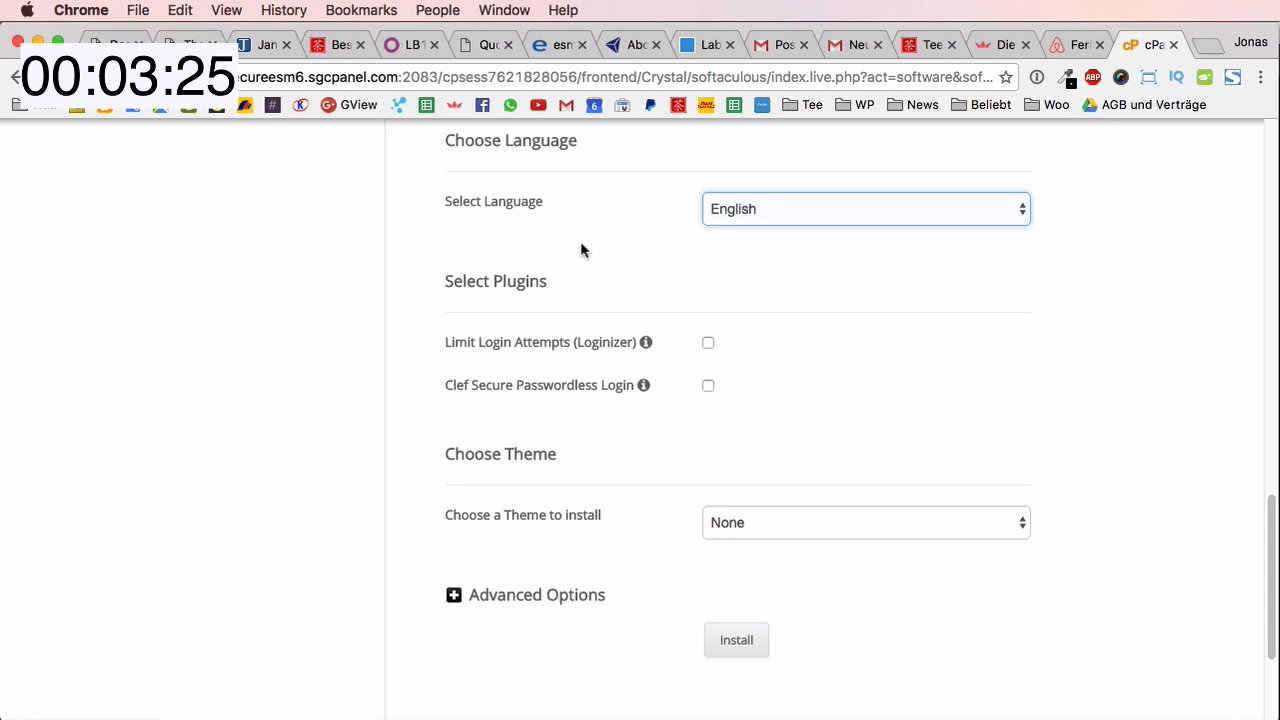 Chrome File Edit View History Bookmarks People Window Help
Jan Bes LB1 Quo esn Abo Lab Pos Neu Tee Die Fer cP cPa Jonas
00:03:25
cureesm6.sgcpanel.com:2083/cpsess7621828056/frontend/Crystal/softaculous/index.live.php?act=software&sof...
GView Tee WP News Beliebt Woo AGB und Verträge
Choose Language
Select Language English
Select Plugins
Limit Login Attempts (Loginizer)
Clef Secure Passwordless Login
Choose Theme
Choose a Theme to install None
Advanced Options
Install